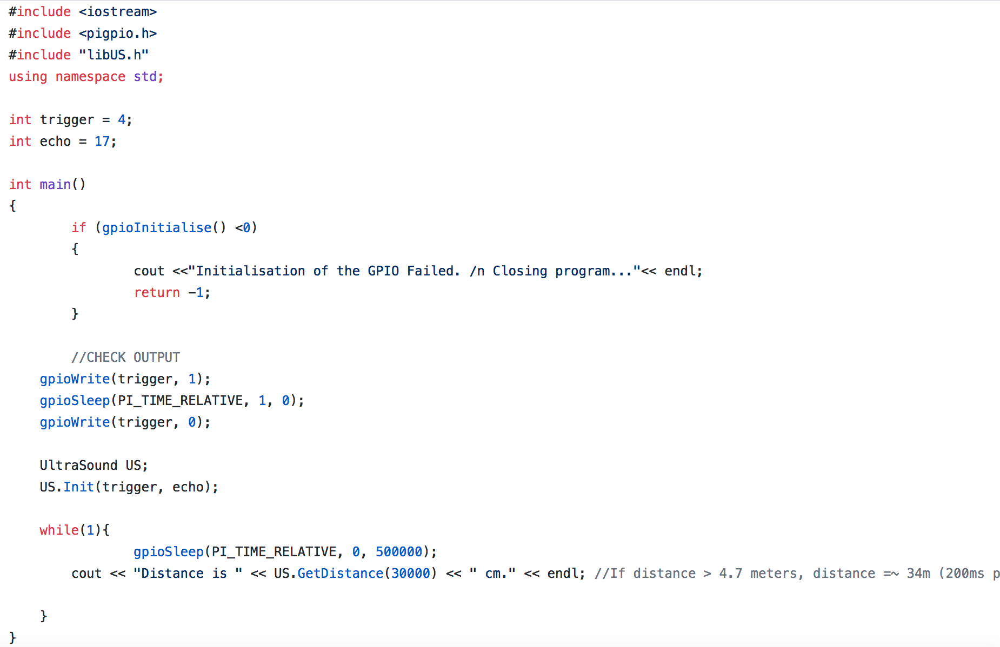 #include <iostream>
#include <pigpio.h>
#include "libUS.h"
using namespace std;

int trigger = 4;
int echo = 17;

int main()
{
        if (gpioInitialise() <0)
        {
                cout <<"Initialisation of the GPIO Failed. /n Closing program..."<< endl;
                return -1;
        }

        //CHECK OUTPUT
    gpioWrite(trigger, 1);
    gpioSleep(PI_TIME_RELATIVE, 1, 0);
    gpioWrite(trigger, 0);

    UltraSound US;
    US.Init(trigger, echo);

    while(1){
                gpioSleep(PI_TIME_RELATIVE, 0, 500000);
        cout << "Distance is " << US.GetDistance(30000) << " cm." << endl; //If distance > 4.7 meters, distance =~ 34m (200ms p

    }
}